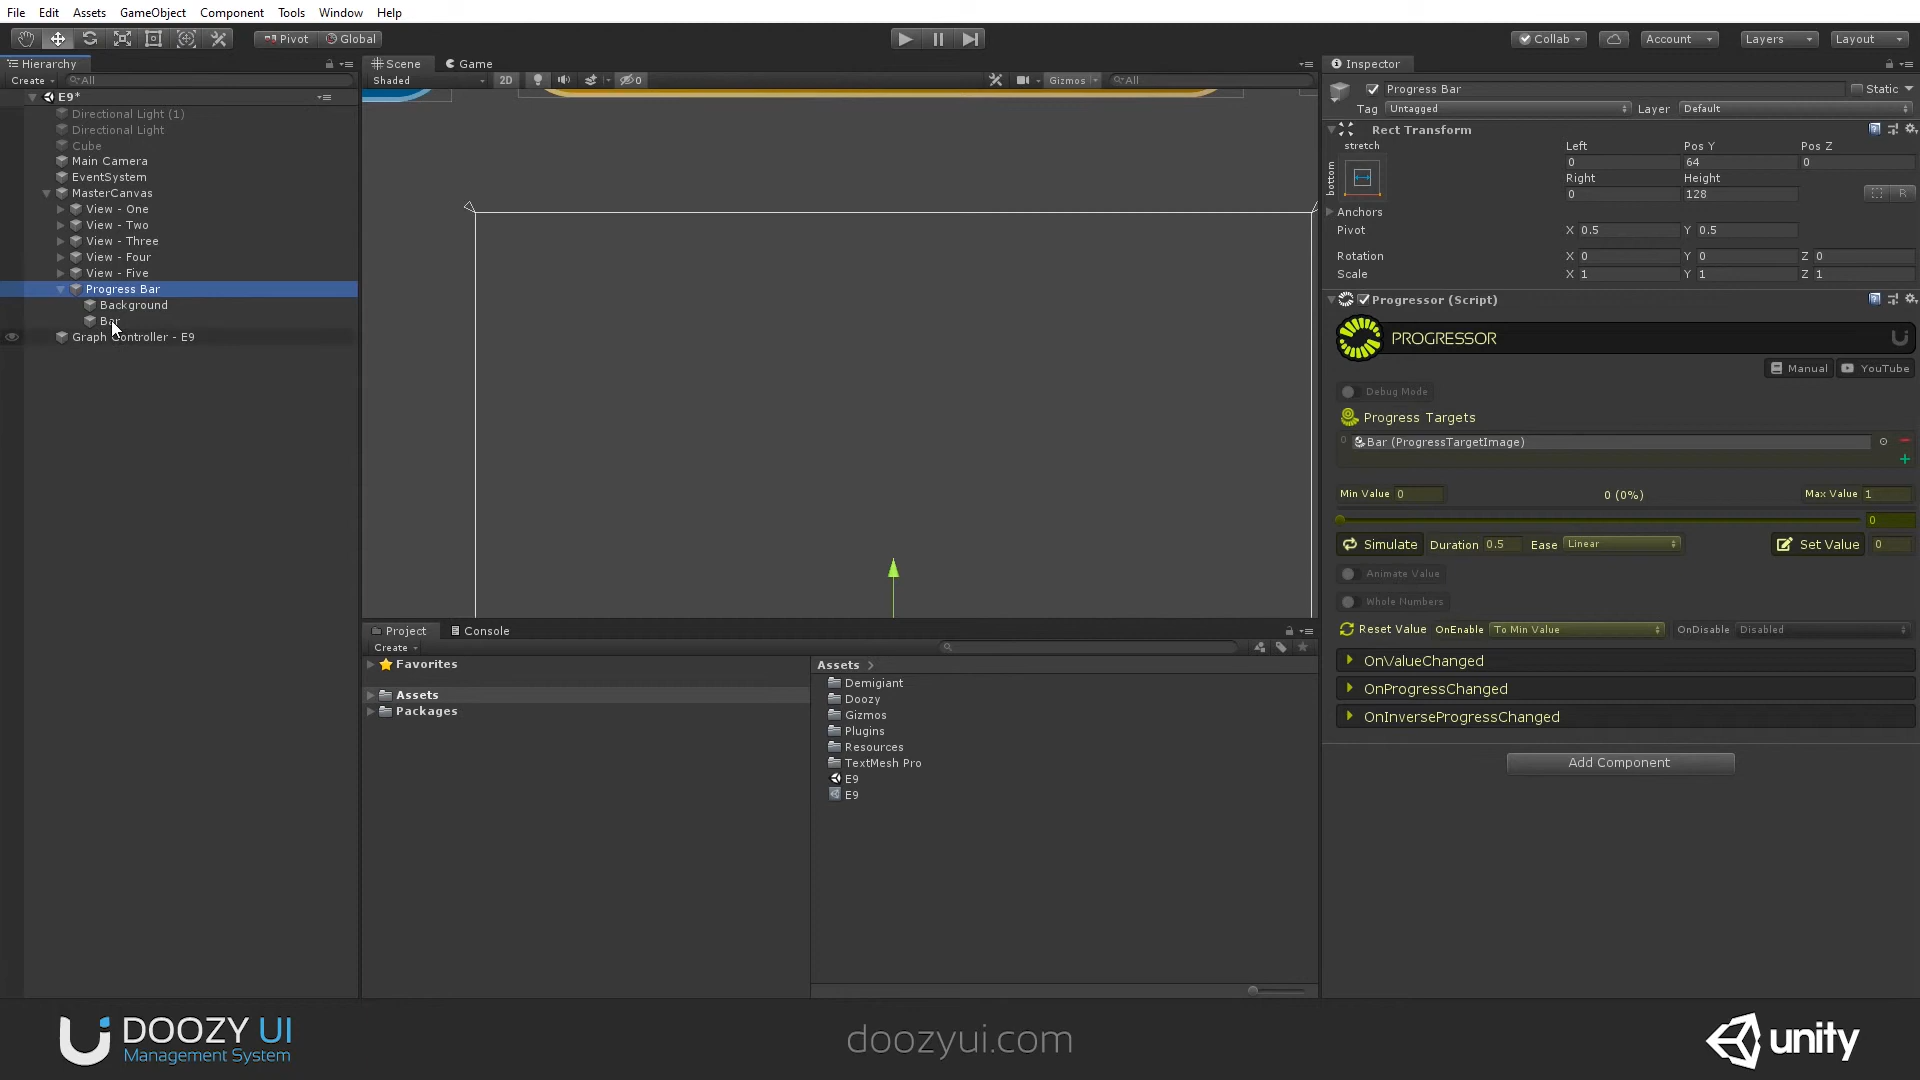 File Edit Assets GameObject Component Tools Window Help
Pivot Global Collab Account Layers Layout
Hierarchy
Create All
E9*
Directional Light (1)
Directional Light
Cube
Main Camera
EventSystem
MasterCanvas
View - One
View - Two
View - Three
View - Four
View - Five
Progress Bar
Background
Bar
Graph Controller - E9
Scene Game
Shaded 2D 0 Gizmos All
Project Console
Create
Favorites
Assets
Packages
Assets
Demigiant
Doozy
Gizmos
Plugins
Resources
TextMesh Pro
E9
E9
Inspector
Progress Bar Static
Tag Untagged Layer Default
Rect Transform
stretch Left Pos Y Pos Z
bottom 0 64 0
Right Height
0 128 R
Anchors
Pivot X 0.5 Y 0.5
Rotation X 0 Y 0 Z 0
Scale X 1 Y 1 Z 1
Progressor (Script)
PROGRESSOR
Manual YouTube
Debug Mode
Progress Targets
0 Bar (ProgressTargetImage)
Min Value 0 0 (0%) Max Value 1
0
Simulate Duration 0.5 Ease Linear Set Value 0
Animate Value
Whole Numbers
Reset Value OnEnable To Min Value OnDisable Disabled
OnValueChanged
OnProgressChanged
OnInverseProgressChanged
Add Component
DOOZY UI
Management System
doozyui.com
unity